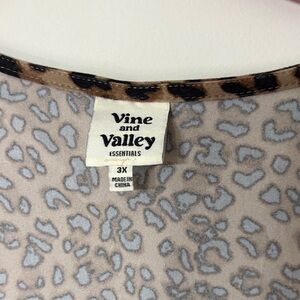 Vine
and
Valley
ESSENTIALS
3X
MADE IN
CHINA